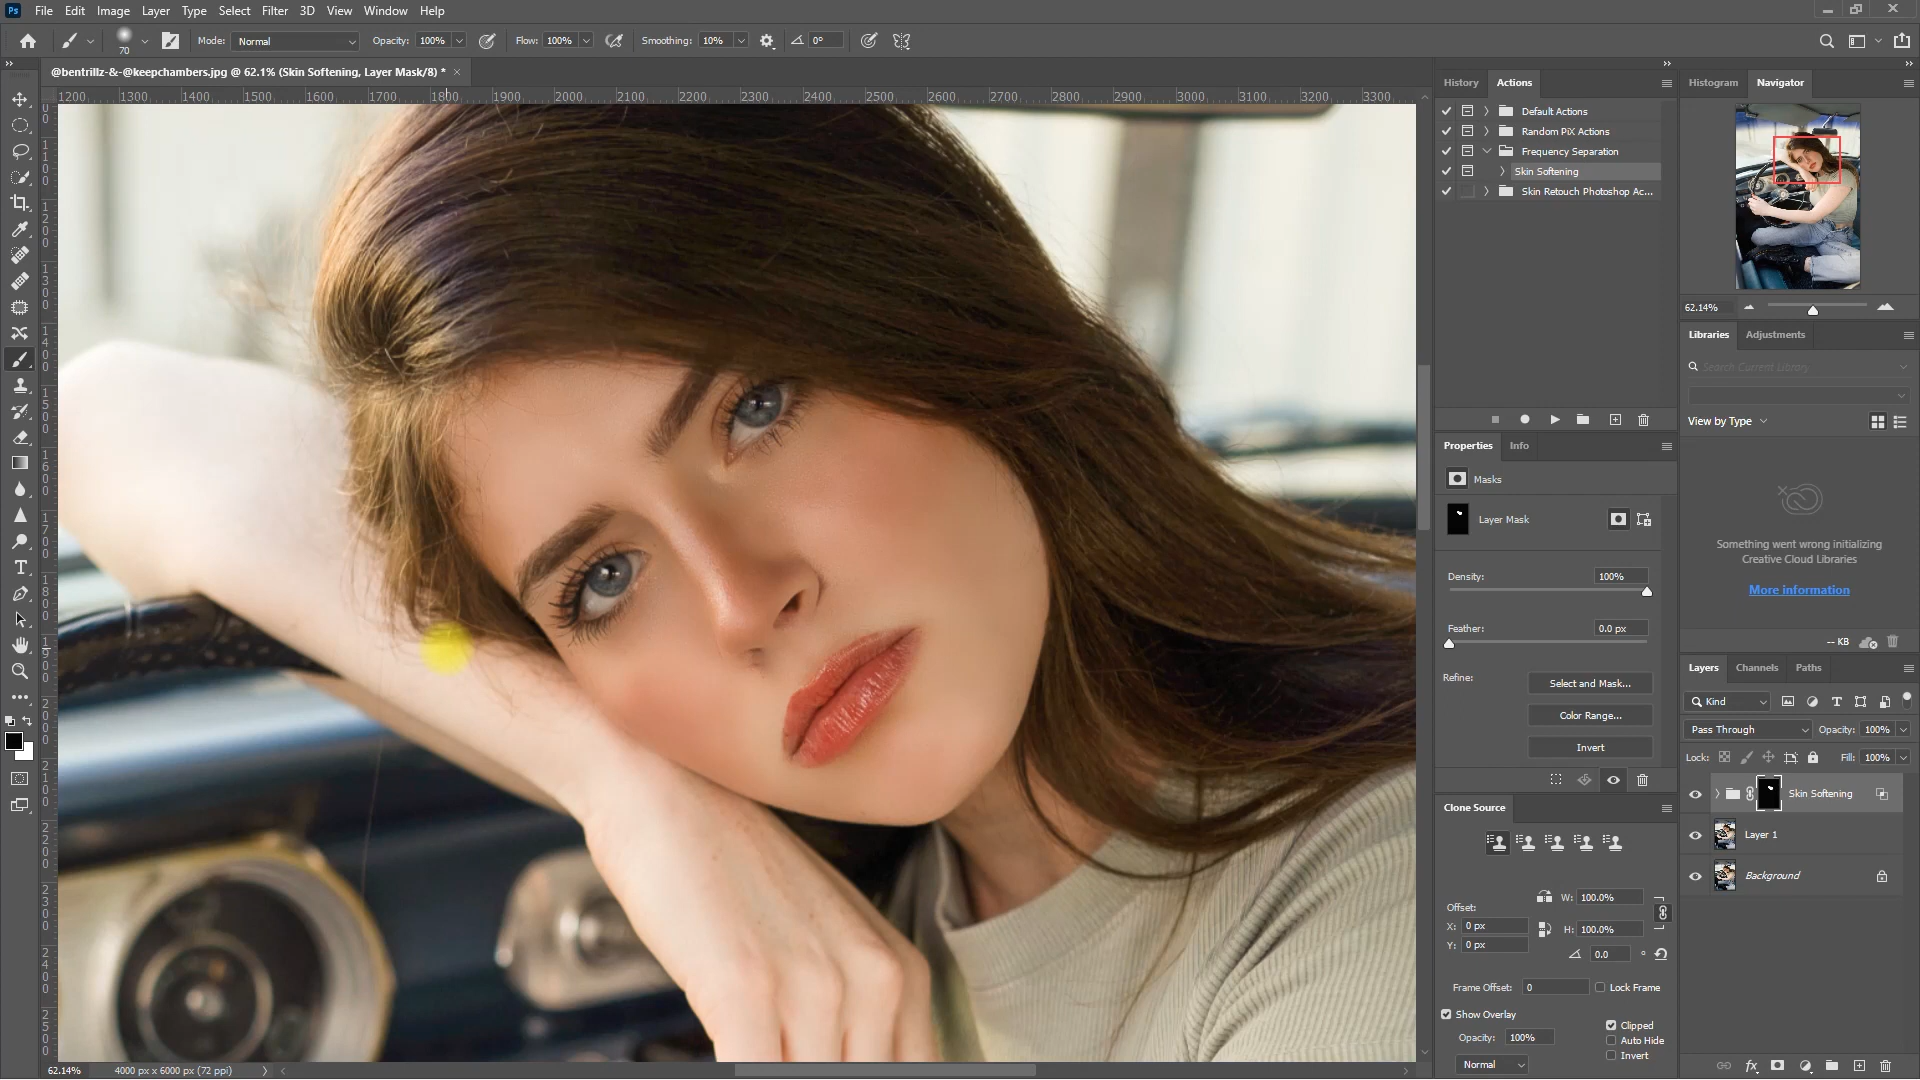 Ps File Edit Image Layer Type Select Filter 3D View Window Help
70 Mode: Normal Opacity: 100% Flow: 100% Smoothing: 10% 0°
@bentrillz-&-@keepchambers.jpg @ 62.1% (Skin Softening, Layer Mask/8) * ×
1200 1300 1400 1500 1600 1700 1800 1900 2000 2100 2200 2300 2400 2500 2600 2700 2800 2900 3000 3100 3200 3300
History Actions
Default Actions
Random PiX Actions
Frequency Separation
Skin Softening
Skin Retouch Photoshop Ac...
Properties Info
Masks
Layer Mask
Density: 100%
Feather: 0.0 px
Refine: Select and Mask...
Color Range...
Invert
Clone Source
Offset: W: 100.0%
X: 0 px H: 100.0%
Y: 0 px 0.0 °
Frame Offset: 0 Lock Frame
Show Overlay
Opacity: 100% Clipped
Auto Hide
Normal Invert
Histogram Navigator
62.14%
Libraries Adjustments
Search Current Library
View by Type
Something went wrong initializing
Creative Cloud Libraries
More information
-- KB
Layers Channels Paths
Kind
Pass Through Opacity: 100%
Lock: Fill: 100%
Skin Softening
Layer 1
Background
62.14% 4000 px x 6000 px (72 ppi)